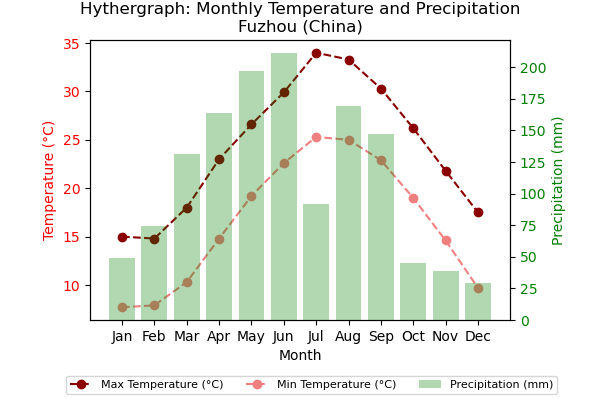 Hythergraph: Monthly Temperature and Precipitation
Fuzhou (China)
35
30
25
20
15
10
Temperature (°C)
200
175
150
125
100
75
50
25
0
Precipitation (mm)
Jan Feb Mar Apr May Jun Jul Aug Sep Oct Nov Dec
Month
Max Temperature (°C) Min Temperature (°C) Precipitation (mm)